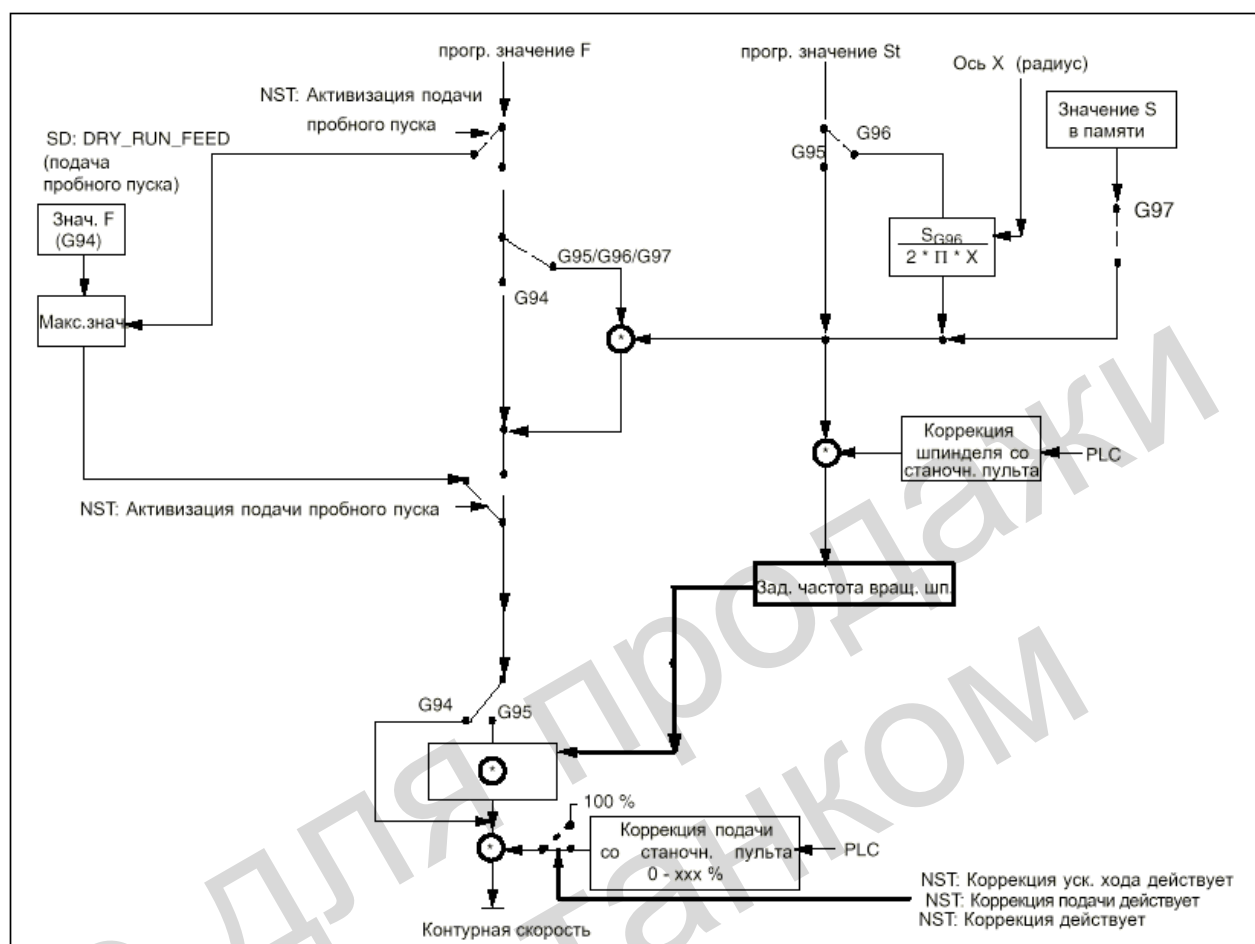 прогр. значение F
прогр. значение St
Ось X (радиус)
NST: Активизация подачи
пробного пуска
Значение S
в памяти
SD: DRY_RUN_FEED
(подача
пробного пуска)
G96
G95
G97
Знач. F
(G94)
S_G96
2 * П * X
G95/G96/G97
G94
Макс.знач.
*
Коррекция
шпинделя со
станочн. пульта
PLC
*
NST: Активизация подачи пробного пуска
Зад. частота вращ. шп.
G94
G95
*
100 %
Коррекция подачи
со станочн. пульта
0 - xxx %
PLC
*
NST: Коррекция уск. хода действует
NST: Коррекция подачи действует
NST: Коррекция действует
Контурная скорость
для продажи
танком